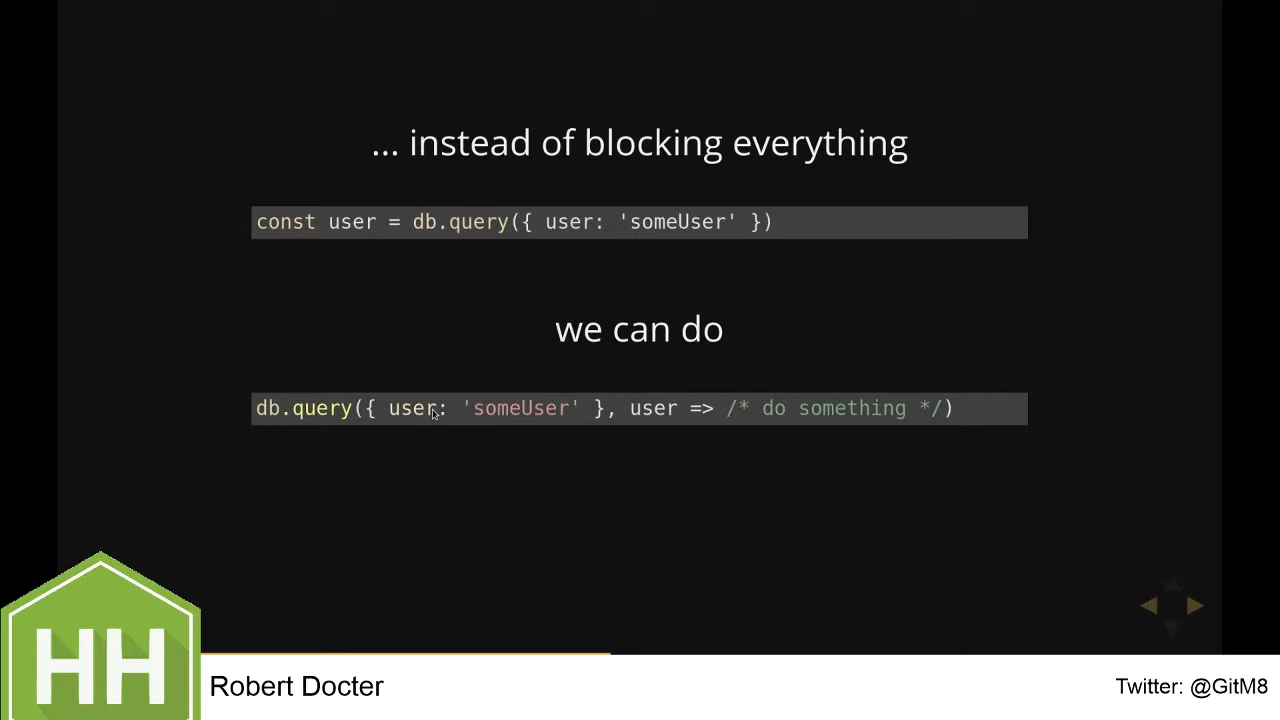 ... instead of blocking everything
const user = db.query({ user: 'someUser' })
we can do
db.query({ user: 'someUser' }, user => /* do something */)
HH
Robert Docter
Twitter: @GitM8